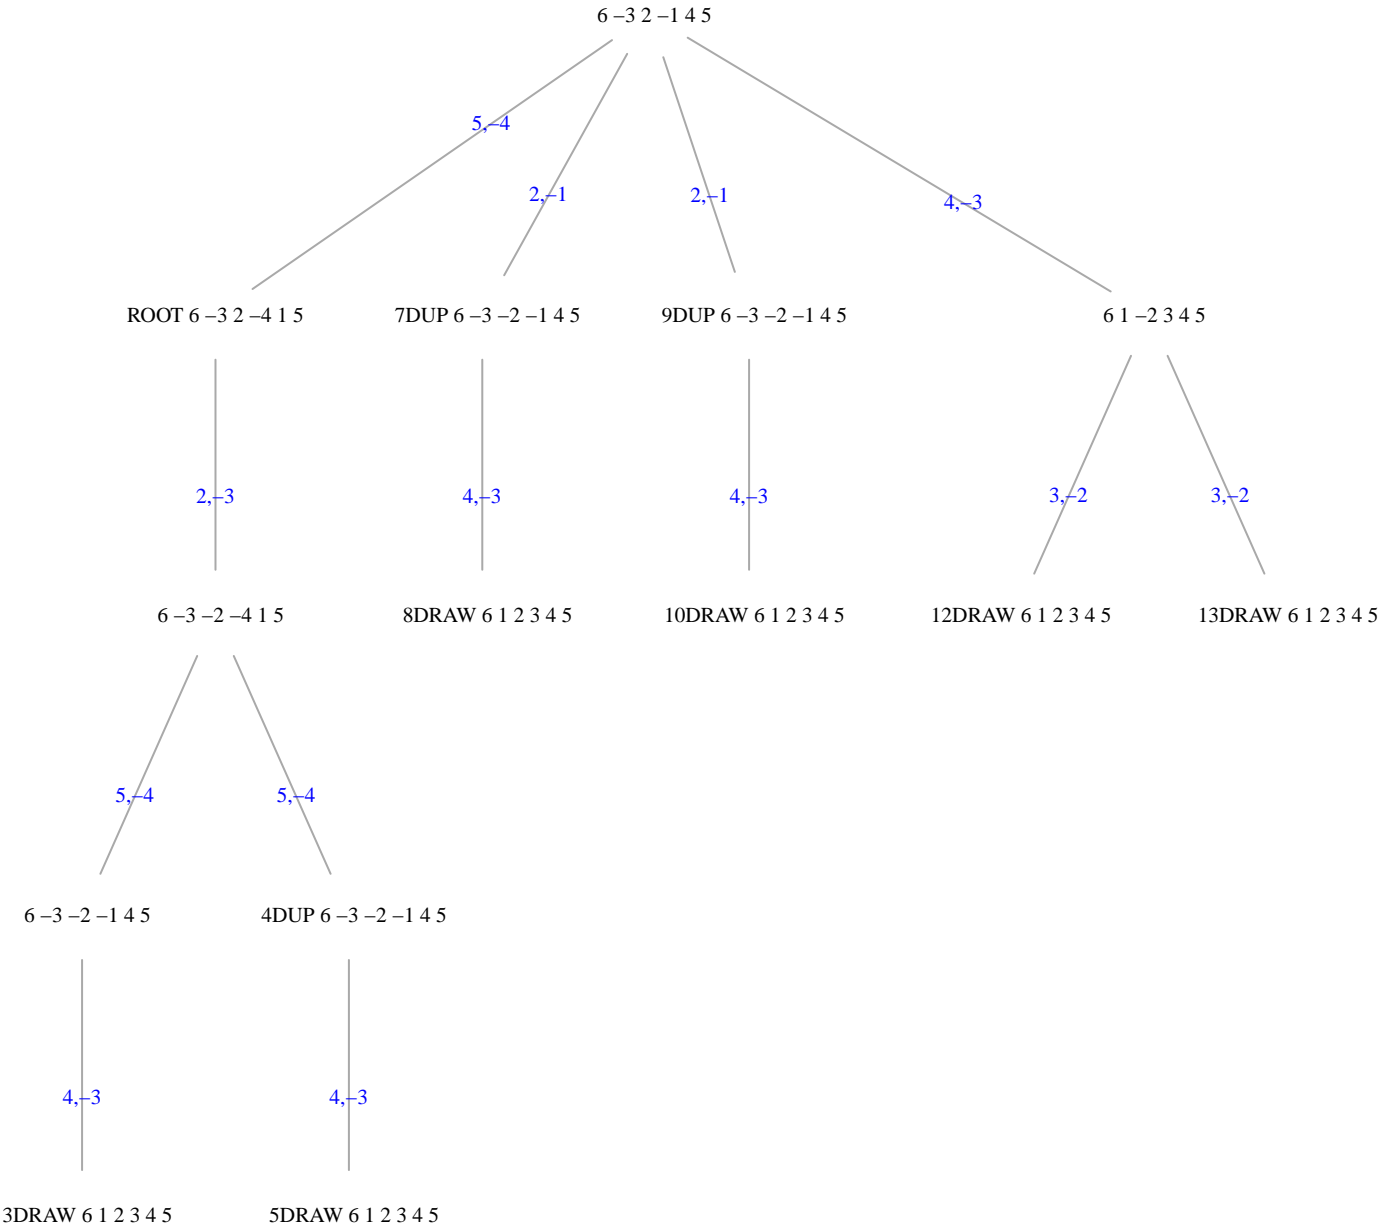 6 –3 2 –1 4 5
5,–4
2,–1
2,–1
4,–3
ROOT 6 –3 2 –4 1 5
7DUP 6 –3 –2 –1 4 5
9DUP 6 –3 –2 –1 4 5
6 1 –2 3 4 5
2,–3
4,–3
4,–3
3,–2
3,–2
6 –3 –2 –4 1 5
8DRAW 6 1 2 3 4 5
10DRAW 6 1 2 3 4 5
12DRAW 6 1 2 3 4 5
13DRAW 6 1 2 3 4 5
5,–4
5,–4
6 –3 –2 –1 4 5
4DUP 6 –3 –2 –1 4 5
4,–3
4,–3
3DRAW 6 1 2 3 4 5
5DRAW 6 1 2 3 4 5